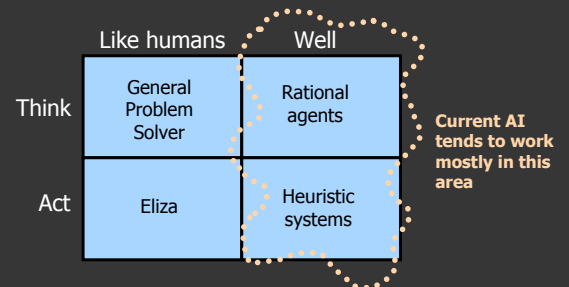 Like humans Well
Think
General
Problem
Solver
Rational
agents
Current AI
tends to work
mostly in this
area
Act
Eliza
Heuristic
systems